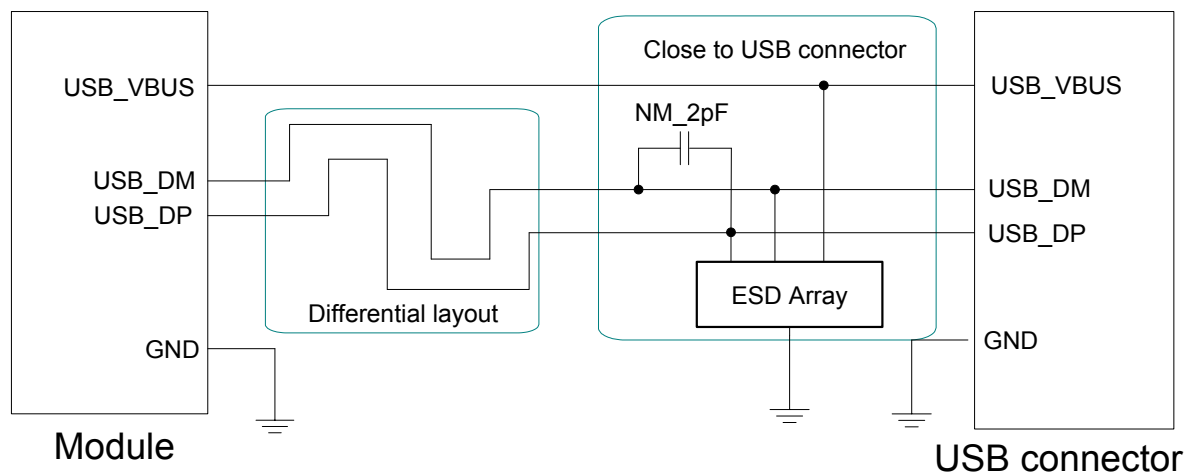 Close to USB connector
USB_VBUS
USB_VBUS
NM_2pF
USB_DM
USB_DM
USB_DP
USB_DP
ESD Array
Differential layout
GND
GND
Module
USB connector